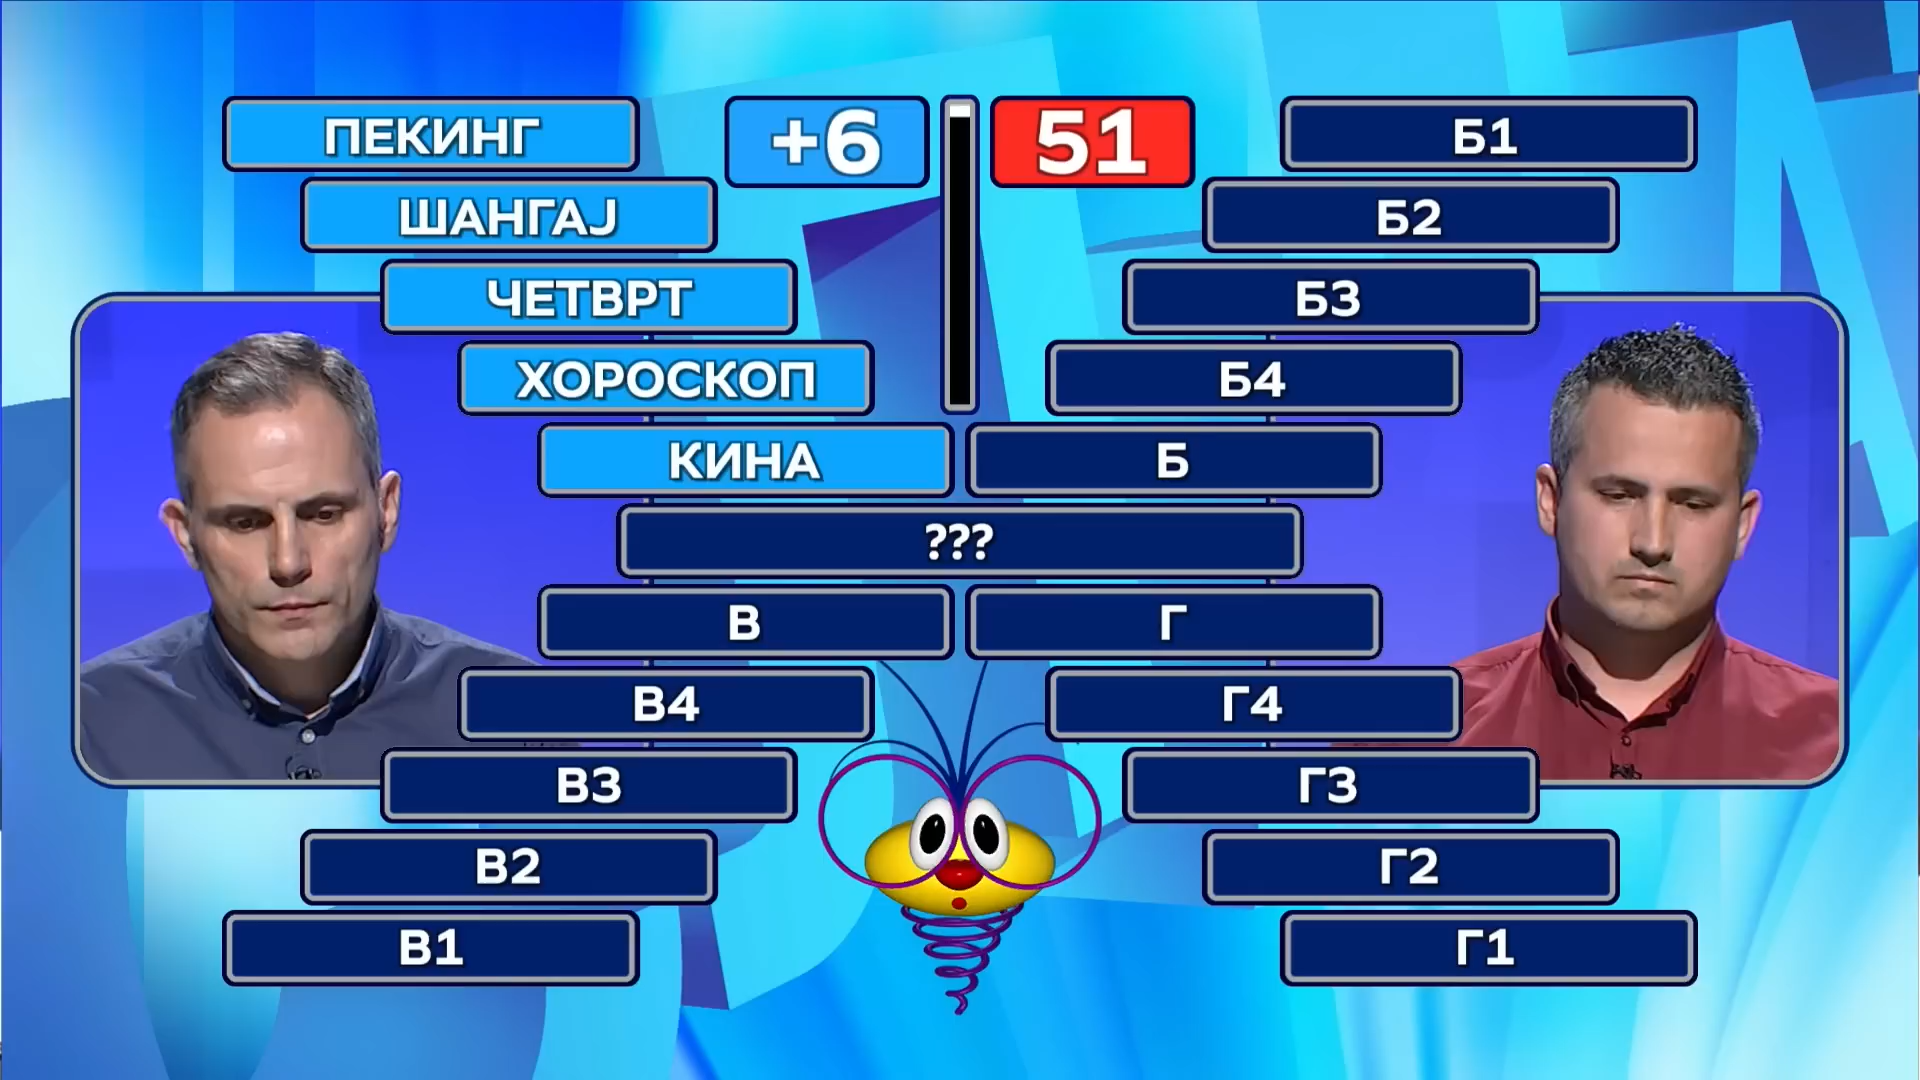 ПЕКИНГ
+6
51
Б1
ШАНГАЈ
Б2
ЧЕТВРТ
Б3
ХОРОСКОП
Б4
КИНА
Б
???
В
Г
В4
Г4
В3
Г3
В2
Г2
В1
Г1